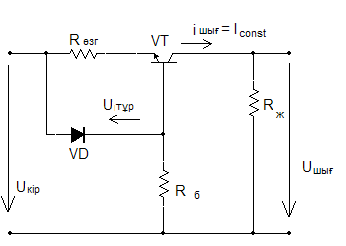 R өзг
VT
i шығ = I const
U тұр
R ж
VD
U кір
R б
U шығ